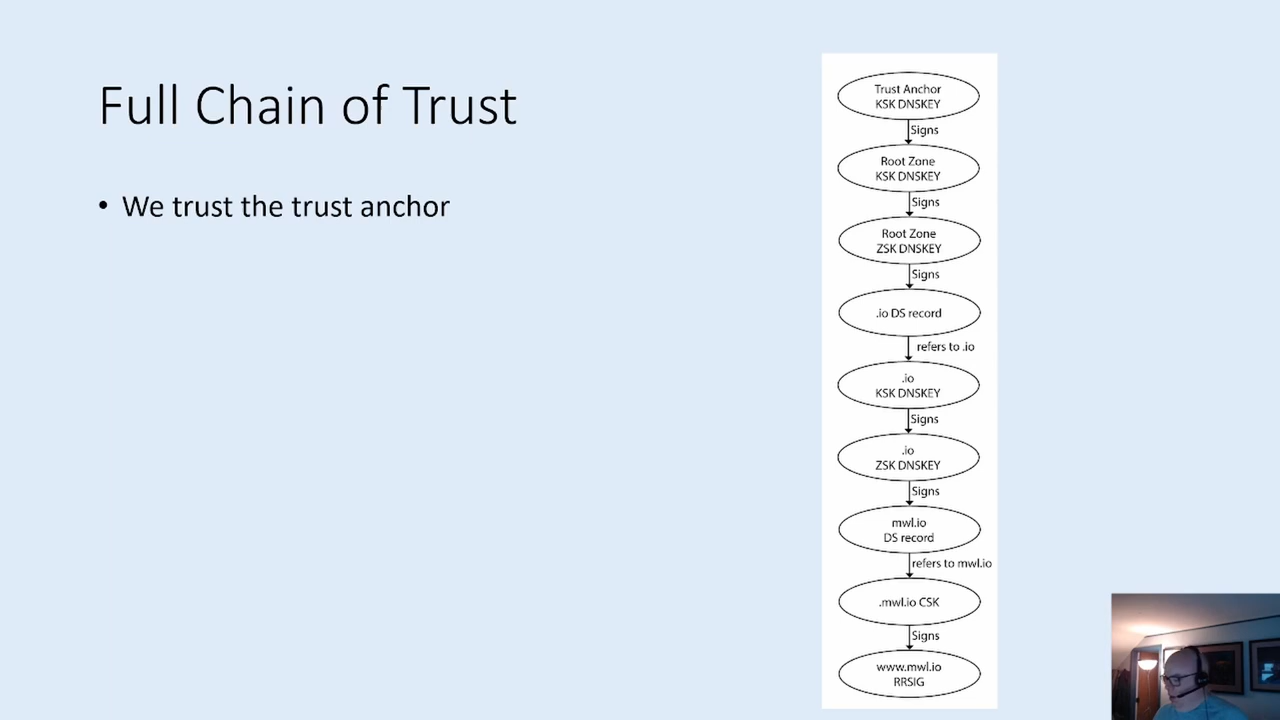 Full Chain of Trust
• We trust the trust anchor
Trust Anchor
KSK DNSKEY
Signs
Root Zone
KSK DNSKEY
Signs
Root Zone
ZSK DNSKEY
Signs
.io DS record
refers to .io
.io
KSK DNSKEY
Signs
.io
ZSK DNSKEY
Signs
mwl.io
DS record
refers to mwl.io
.mwl.io CSK
Signs
www.mwl.io
RRSIG